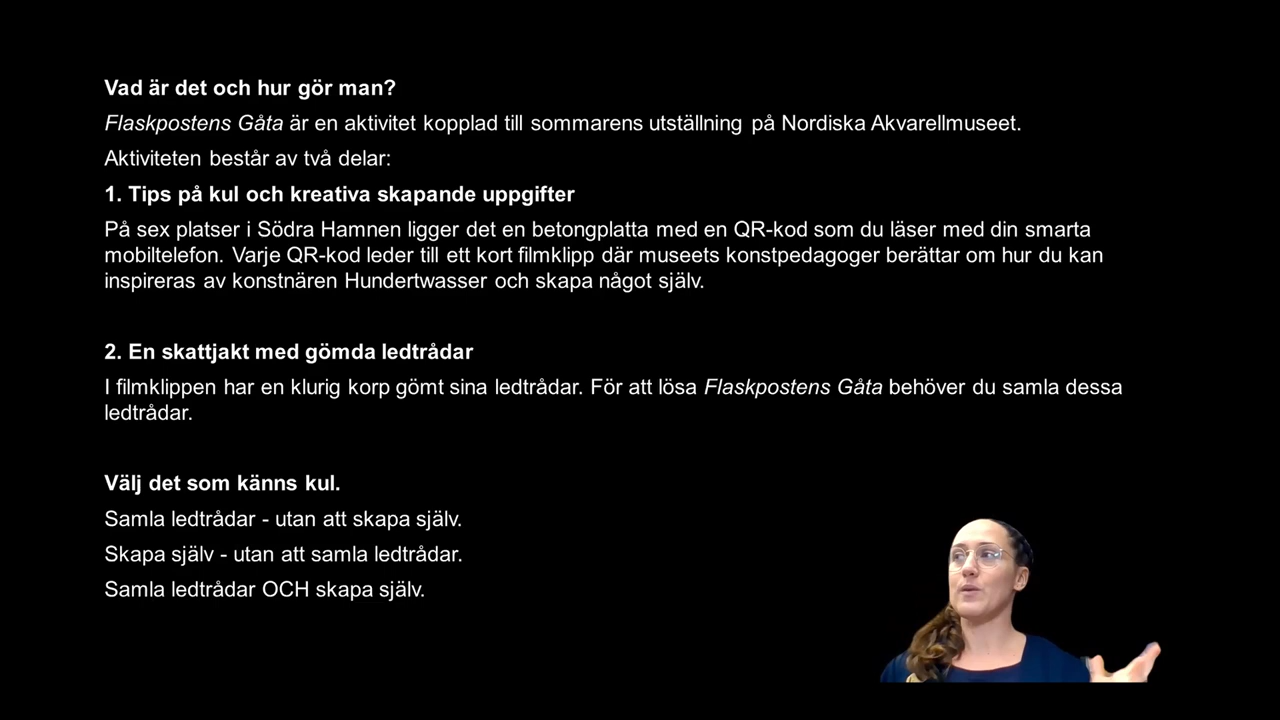 Vad är det och hur gör man?
Flaskpostens Gåta är en aktivitet kopplad till sommarens utställning på Nordiska Akvarellmuseet.
Aktiviteten består av två delar:
1. Tips på kul och kreativa skapande uppgifter
På sex platser i Södra Hamnen ligger det en betongplatta med en QR-kod som du läser med din smarta
mobiltelefon. Varje QR-kod leder till ett kort filmklipp där museets konstpedagoger berättar om hur du kan
inspireras av konstnären Hundertwasser och skapa något själv.
2. En skattjakt med gömda ledtrådar
I filmklippen har en klurig korp gömt sina ledtrådar. För att lösa Flaskpostens Gåta behöver du samla dessa
ledtrådar.
Välj det som känns kul.
Samla ledtrådar - utan att skapa själv.
Skapa själv - utan att samla ledtrådar.
Samla ledtrådar OCH skapa själv.